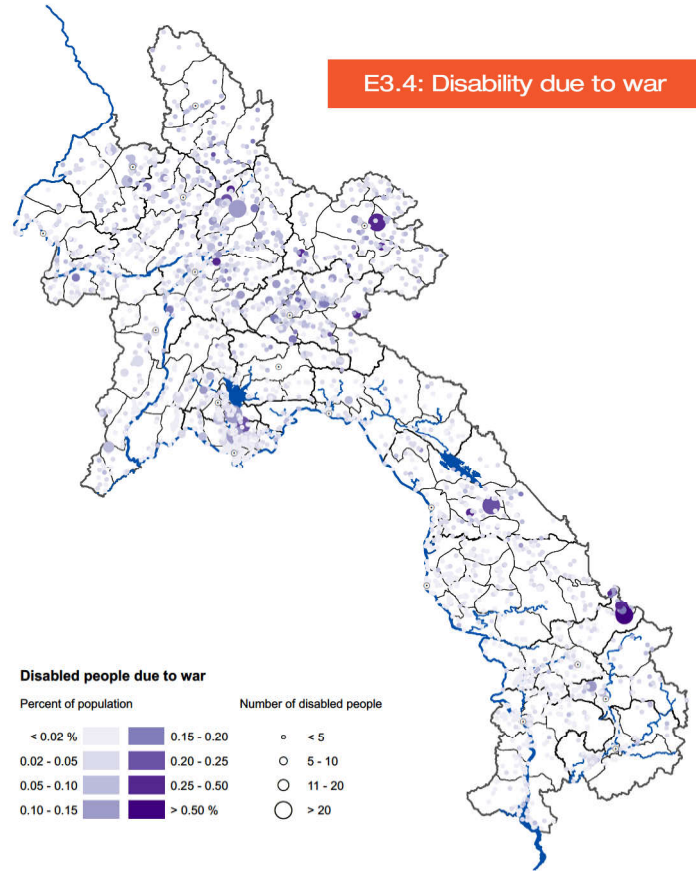 E3.4: Disability due to war
Disabled people due to war
Percent of population
Number of disabled people
< 0.02 %
0.15 - 0.20
< 5
0.02 - 0.05
0.20 - 0.25
5 - 10
0.05 - 0.10
0.25 - 0.50
11 - 20
0.10 - 0.15
> 0.50 %
> 20